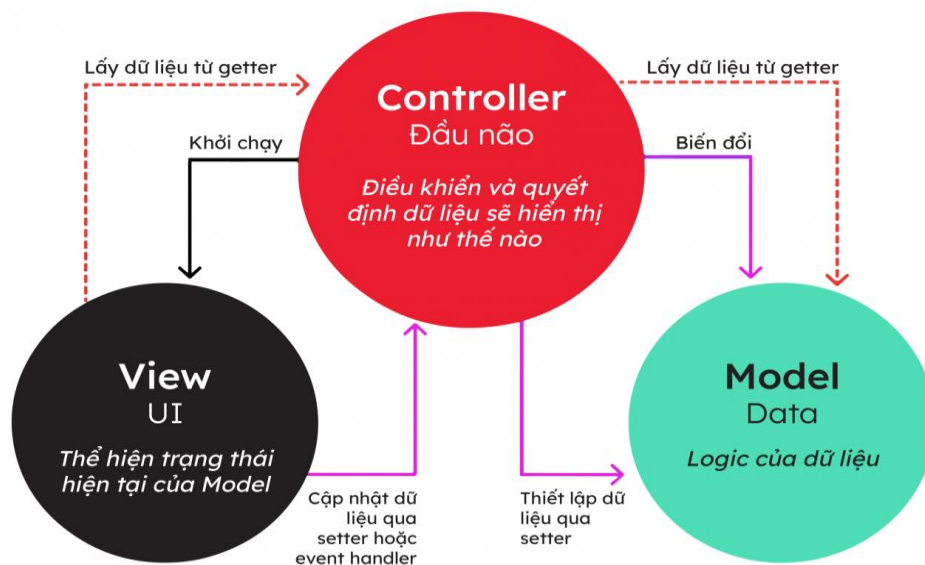 Lấy dữ liệu từ getter
Lấy dữ liệu từ getter
Controller
Đầu não
Khởi chạy
Biến đổi
Điều khiển và quyết
định dữ liệu sẽ hiển thị
như thế nào
View
UI
Thể hiện trạng thái
hiện tại của Model
Model
Data
Logic của dữ liệu
Cập nhật dữ
liệu qua
setter hoặc
event handler
Thiết lập dữ
liệu qua
setter